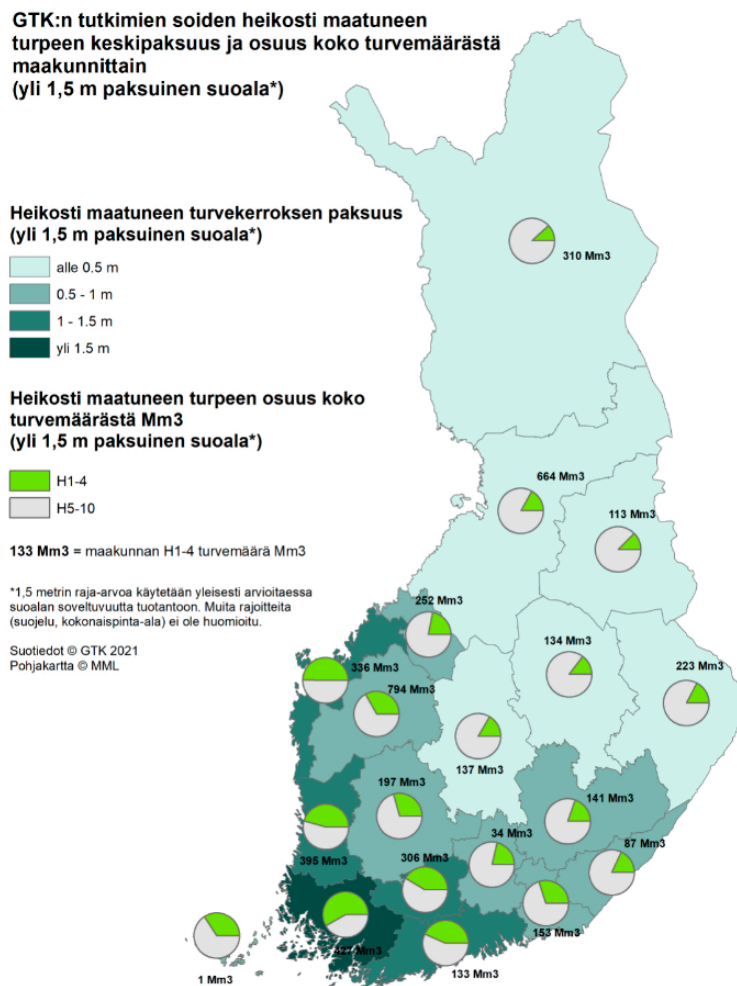 GTK:n tutkimien soiden heikosti maatuneen
turpeen keskipaksuus ja osuus koko turvemäärästä
maakunnittain
(yli 1,5 m paksuinen suoala*)
Heikosti maatuneen turvekerroksen paksuus
(yli 1,5 m paksuinen suoala*)
alle 0.5 m
0.5 - 1 m
1 - 1.5 m
yli 1.5 m
Heikosti maatuneen turpeen osuus koko
turvemäärästä Mm3
(yli 1,5 m paksuinen suoala*)
H1-4
H5-10
133 Mm3 = maakunnan H1-4 turvemäärä Mm3
*1,5 metrin raja-arvoa käytetään yleisesti arvioitaessa
suoalan soveltuvuutta tuotantoon. Muita rajoitteita
(suojelu, kokonaispinta-ala) ei ole huomioitu.
Suotiedot © GTK 2021
Pohjakartta © MML
310 Mm3
664 Mm3
113 Mm3
252 Mm3
134 Mm3
223 Mm3
336 Mm3
794 Mm3
137 Mm3
197 Mm3
141 Mm3
34 Mm3
87 Mm3
395 Mm3
306 Mm3
153 Mm3
427 Mm3
133 Mm3
1 Mm3